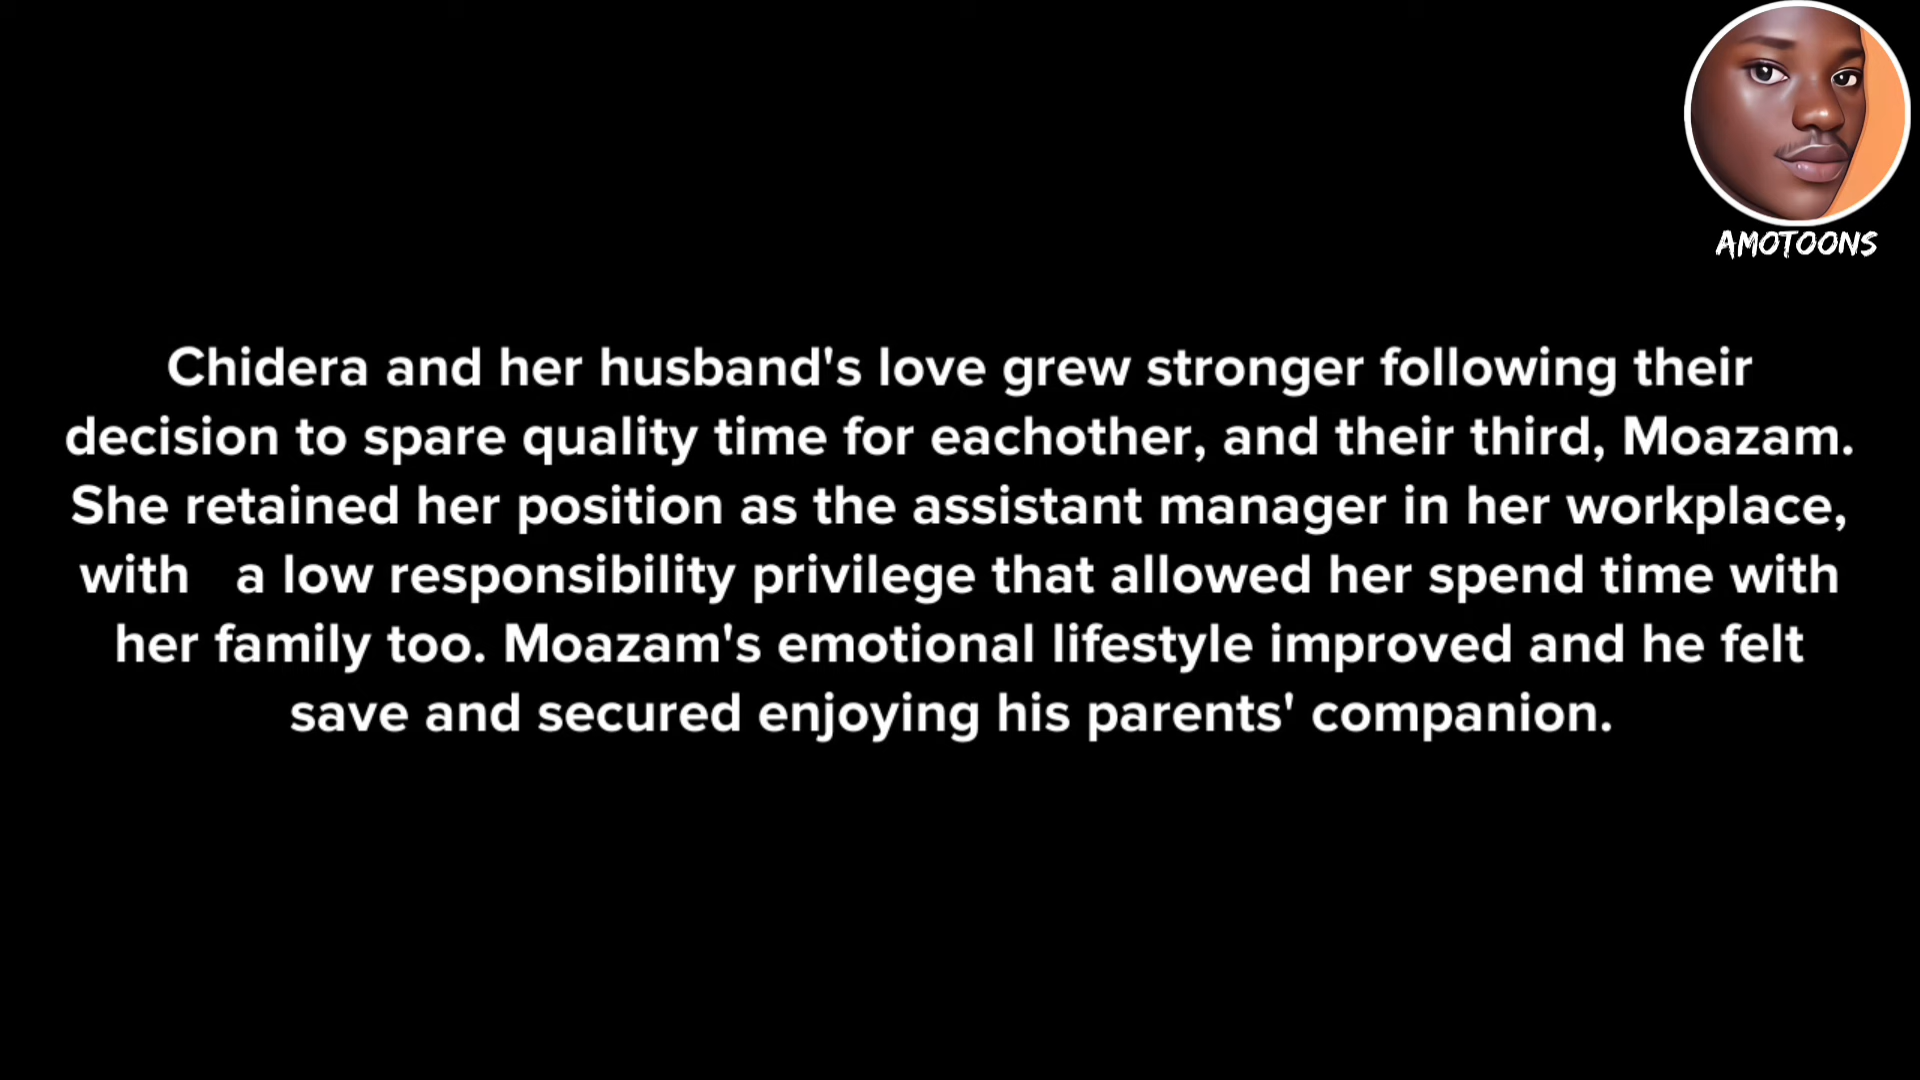 AMOTOONS
Chidera and her husband's love grew stronger following their
decision to spare quality time for eachother, and their third, Moazam.
She retained her position as the assistant manager in her workplace,
with   a low responsibility privilege that allowed her spend time with
her family too. Moazam's emotional lifestyle improved and he felt
save and secured enjoying his parents' companion.